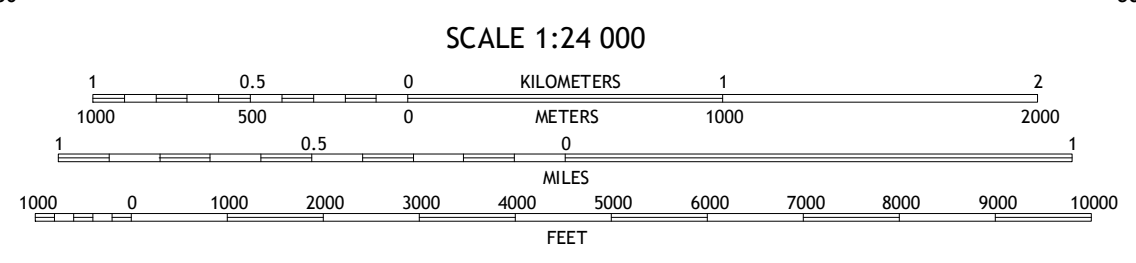 SCALE 1:24 000
1 0.5 0 KILOMETERS 1 2
1000 500 0 METERS 1000 2000
1 0.5 0 1
MILES
1000 0 1000 2000 3000 4000 5000 6000 7000 8000 9000 10000
FEET